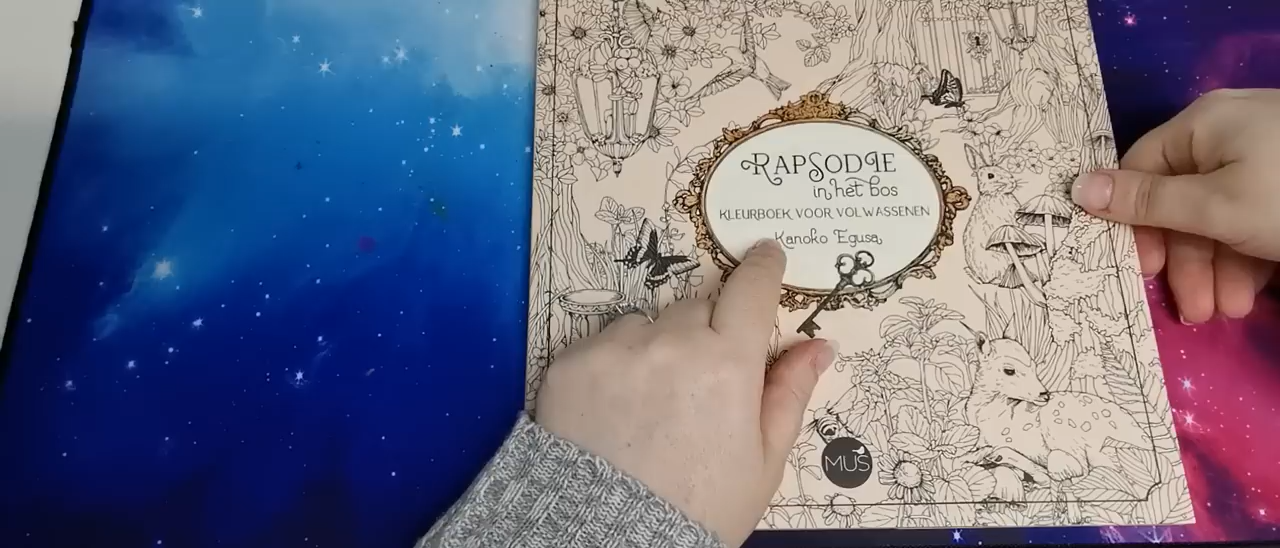 RAPSODIE
in het bos
KLEURBOEK VOOR VOLWASSENEN
Kanoko Egusa
MUS